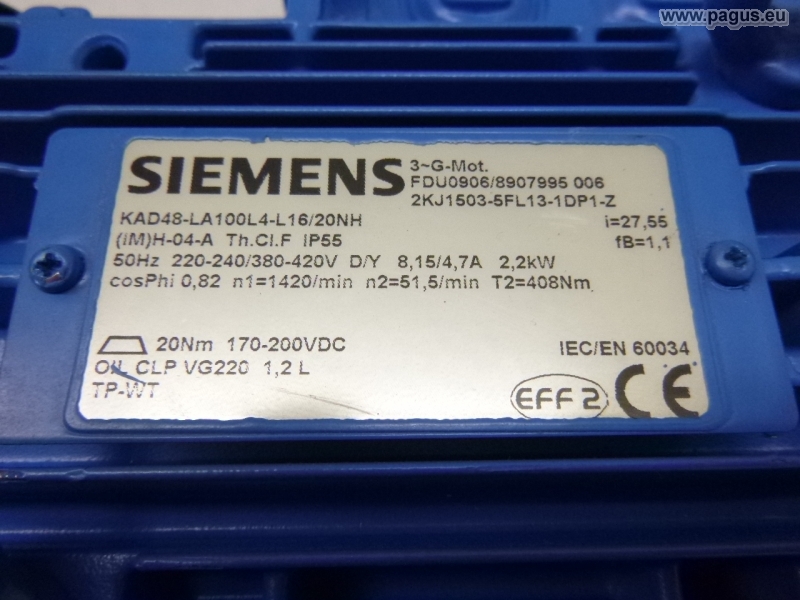 www.pagus.eu
SIEMENS
3~G-Mot.
FDU0906/8907995 006
2KJ1503-5FL13-1DP1-Z
KAD48-LA100L4-L16/20NH i=27,55
(IM)H-04-A Th.Cl.F IP55 fB=1,1
50Hz 220-240/380-420V D/Y 8,15/4,7A 2,2kW
cosPhi 0,82 n1=1420/min n2=51,5/min T2=408Nm
20Nm 170-200VDC IEC/EN 60034
OIL CLP VG220 1,2 L
TP-WT
EFF 2 CE